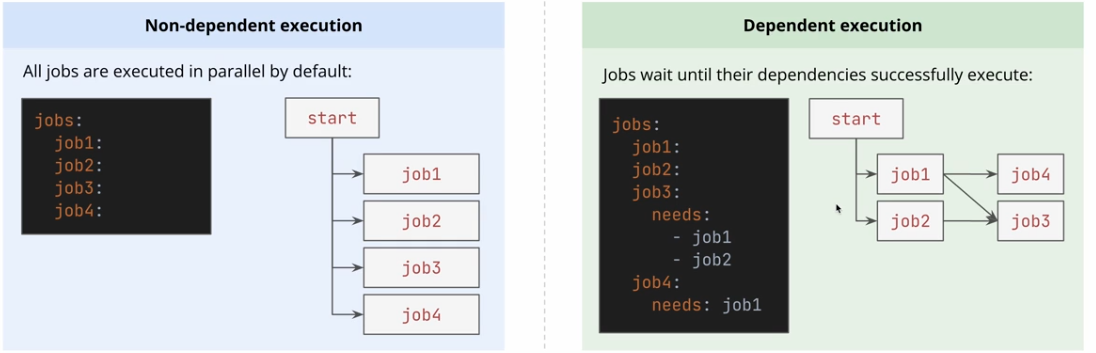 Non-dependent execution
All jobs are executed in parallel by default:
jobs:
  job1:
  job2:
  job3:
  job4:
start
job1
job2
job3
job4
Dependent execution
Jobs wait until their dependencies successfully execute:
jobs:
  job1:
  job2:
  job3:
    needs:
      - job1
      - job2
  job4:
    needs: job1
start
job1
job4
job2
job3